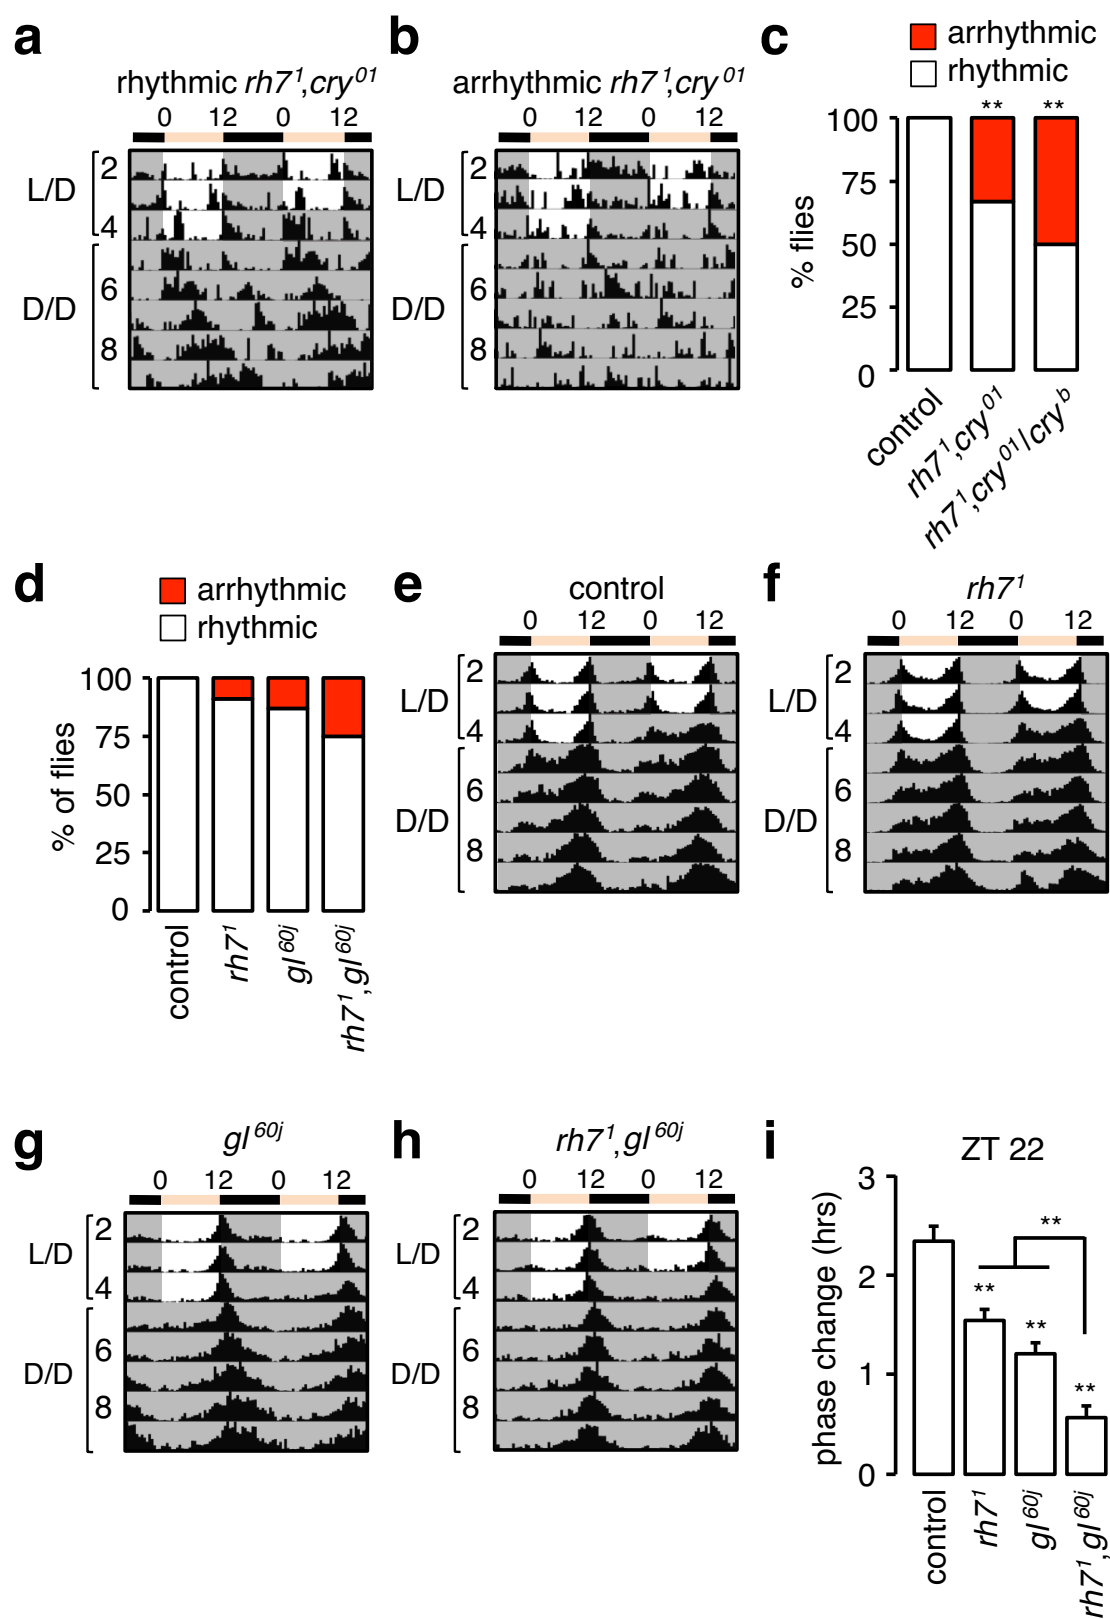 a
rhythmic rh7¹,cry⁰¹
0 12 0 12
L/D
2
4
D/D
6
8
b
arrhythmic rh7¹,cry⁰¹
0 12 0 12
L/D
2
4
D/D
6
8
c
arrhythmic
rhythmic
** **
100
75
50
25
0
% flies
control
rh7¹,cry⁰¹
rh7¹,cry⁰¹/cryᵇ
d
arrhythmic
rhythmic
100
75
50
25
0
% of flies
control
rh7¹
gl⁶⁰ʲ
rh7¹,gl⁶⁰ʲ
e
control
0 12 0 12
L/D
2
4
D/D
6
8
f
rh7¹
0 12 0 12
L/D
2
4
D/D
6
8
g
gl⁶⁰ʲ
0 12 0 12
L/D
2
4
D/D
6
8
h
rh7¹,gl⁶⁰ʲ
0 12 0 12
L/D
2
4
D/D
6
8
i
ZT 22
3
2
1
0
phase change (hrs)
**
**
**
**
control
rh7¹
gl⁶⁰ʲ
rh7¹,gl⁶⁰ʲ